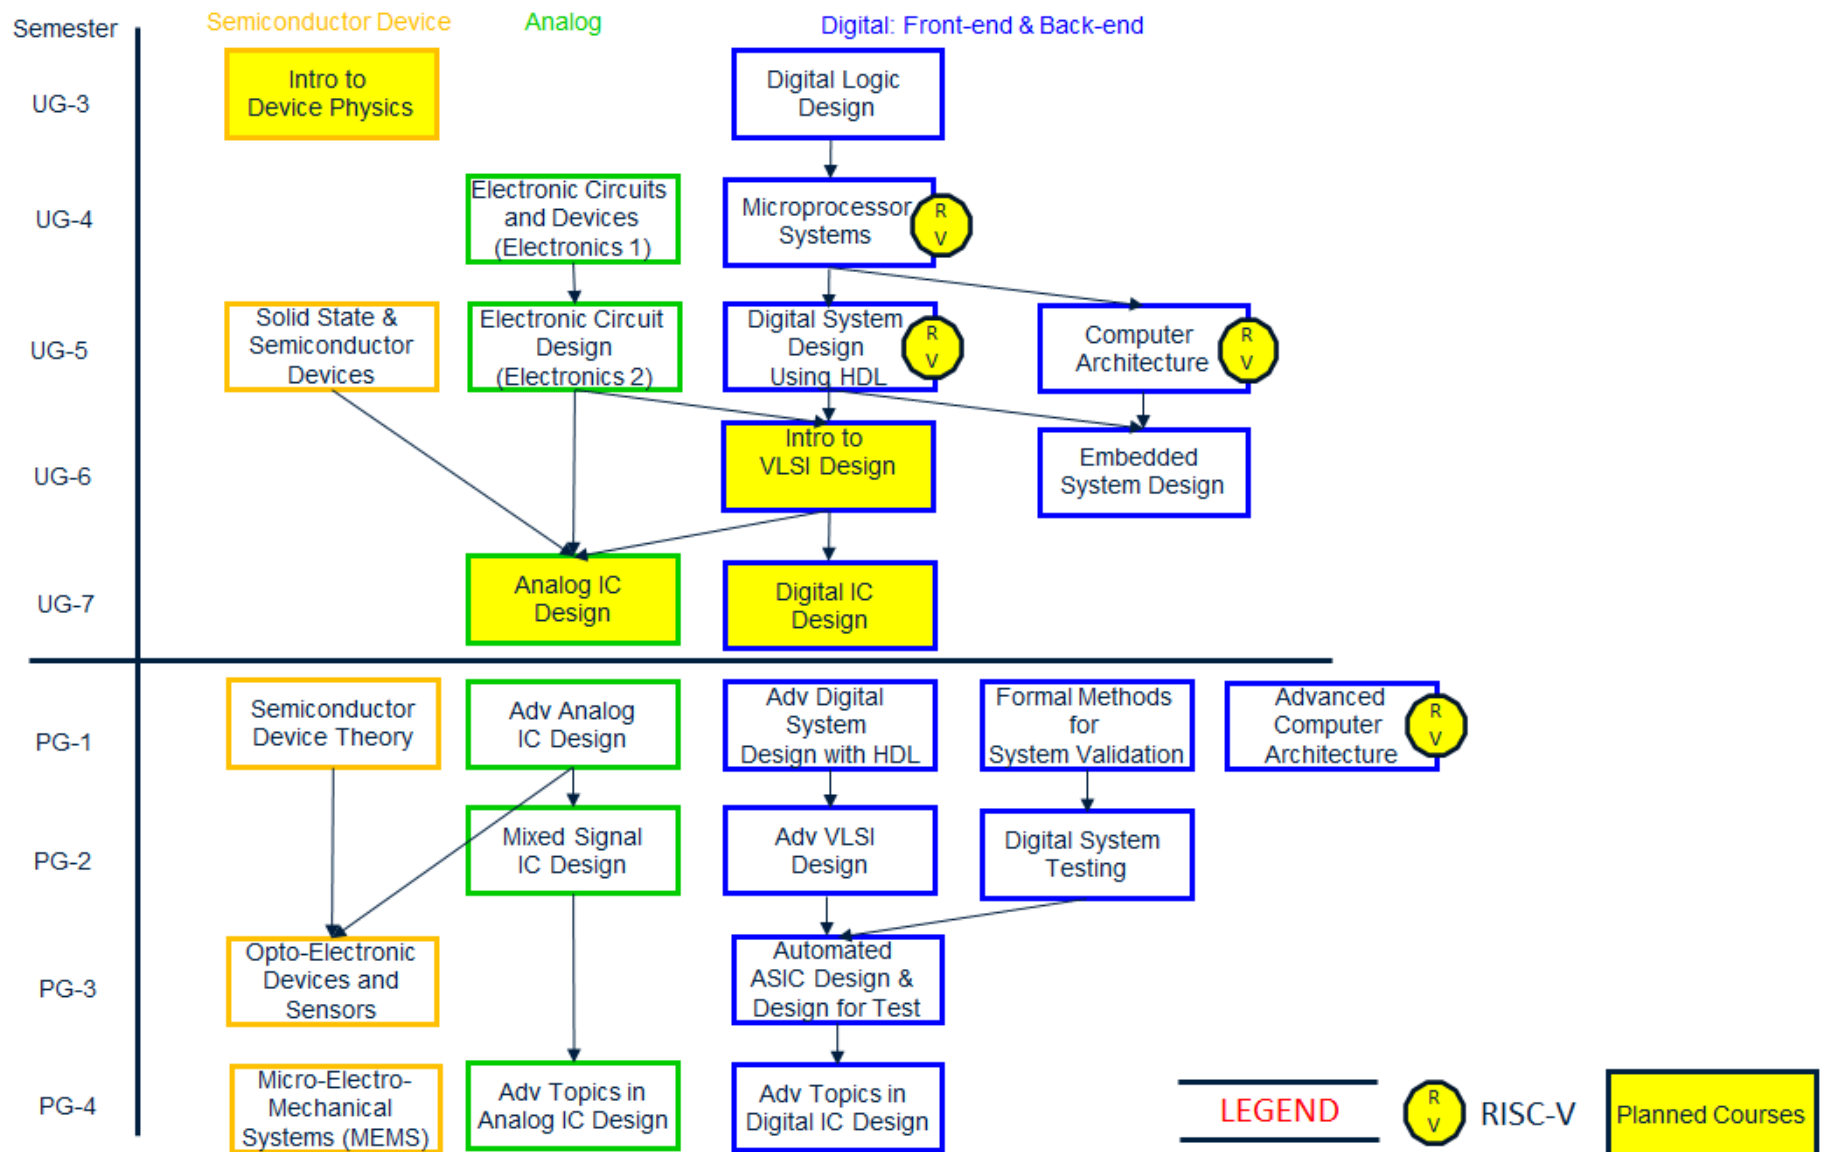 Semester
Semiconductor Device
Analog
Digital: Front-end & Back-end
UG-3
Intro to
Device Physics
Digital Logic
Design
UG-4
Electronic Circuits
and Devices
(Electronics 1)
Microprocessor
Systems
R
V
UG-5
Solid State &
Semiconductor
Devices
Electronic Circuit
Design
(Electronics 2)
Digital System
Design
Using HDL
R
V
Computer
Architecture
R
V
UG-6
Intro to
VLSI Design
Embedded
System Design
UG-7
Analog IC
Design
Digital IC
Design
PG-1
Semiconductor
Device Theory
Adv Analog
IC Design
Adv Digital
System
Design with HDL
Formal Methods
for
System Validation
Advanced
Computer
Architecture
R
V
PG-2
Mixed Signal
IC Design
Adv VLSI
Design
Digital System
Testing
PG-3
Opto-Electronic
Devices and
Sensors
Automated
ASIC Design &
Design for Test
PG-4
Micro-Electro-
Mechanical
Systems (MEMS)
Adv Topics in
Analog IC Design
Adv Topics in
Digital IC Design
LEGEND
R
V
RISC-V
Planned Courses